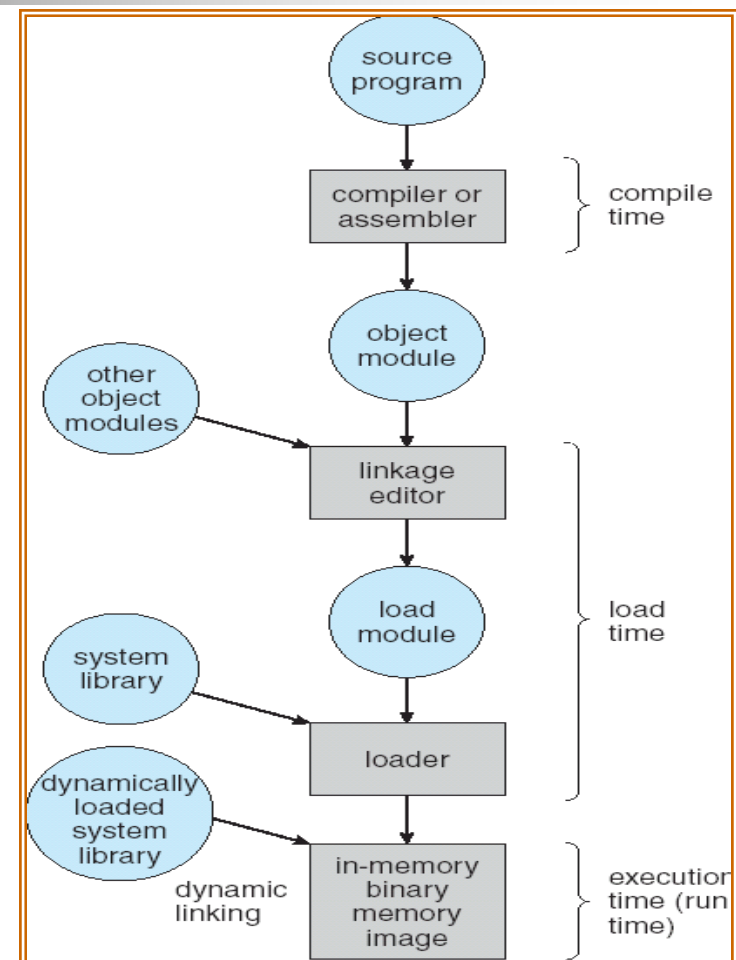 source
program
compiler or
assembler
compile
time
object
module
other
object
modules
linkage
editor
load
module
load
time
system
library
loader
dynamically
loaded
system
library
dynamic
linking
in-memory
binary
memory
image
execution
time (run
time)